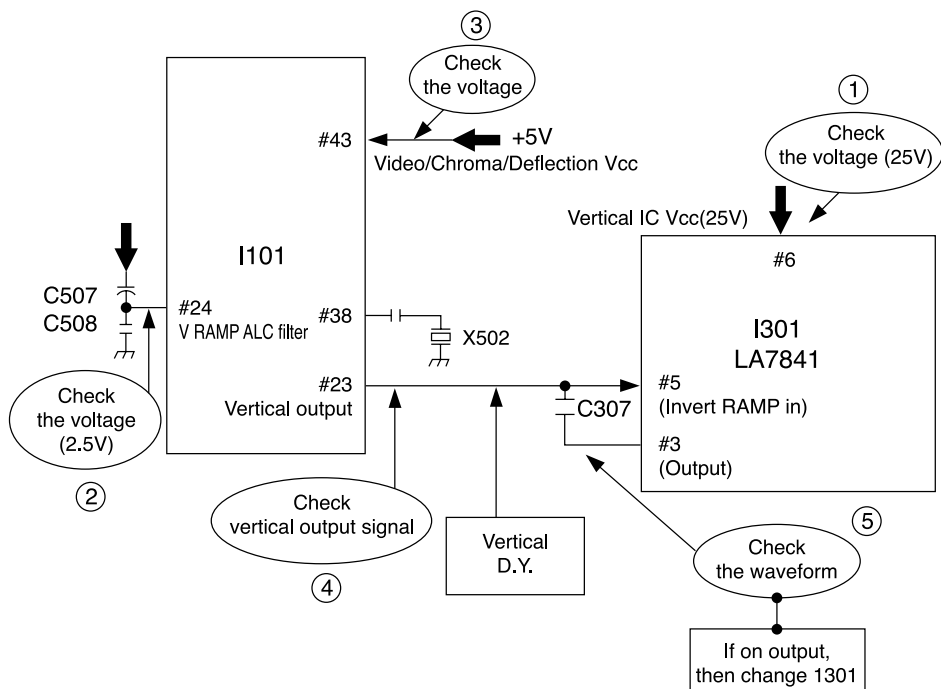 ③
Check
the voltage
①
Check
the voltage (25V)
#43
+5V
Video/Chroma/Deflection Vcc
Vertical IC Vcc(25V)
#6
I101
C507
C508
#24
V RAMP ALC filter
#38
X502
I301
LA7841
#23
Vertical output
C307
#5
(Invert RAMP in)
#3
(Output)
Check
the voltage
(2.5V)
②
Check
vertical output signal
④
Vertical
D.Y.
⑤
Check
the waveform
If on output,
then change 1301